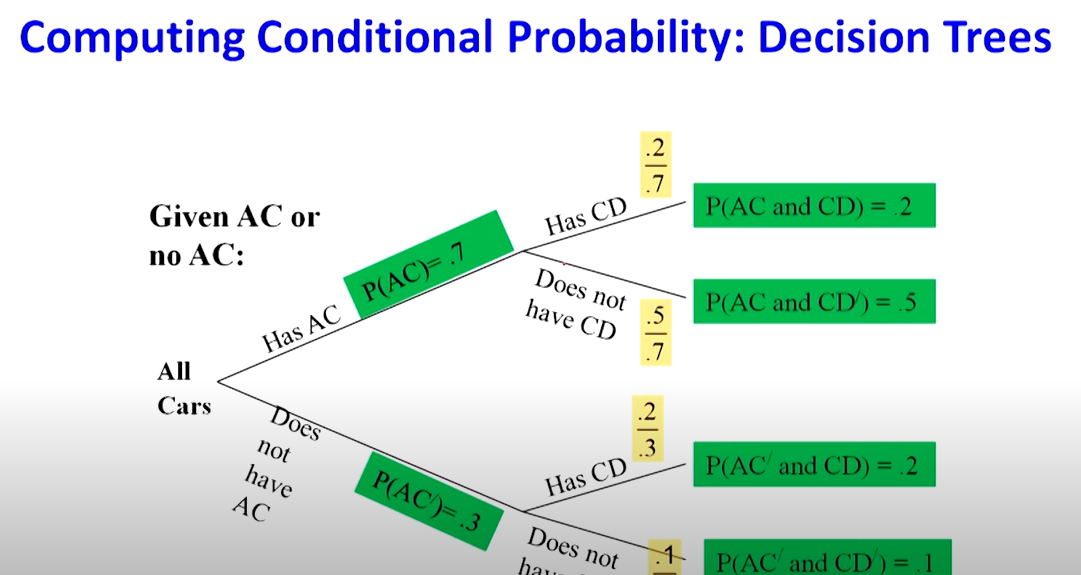 Computing Conditional Probability: Decision Trees
Given AC or
no AC:
All
Cars
Has AC
P(AC)= .7
Has CD
.2
.7
P(AC and CD) = .2
Does not
have CD
.5
.7
P(AC and CD′) = .5
Does
not
have
AC
P(AC′)= .3
Has CD
.2
.3
P(AC′ and CD) = .2
Does not
.1
P(AC′ and CD′) = .1